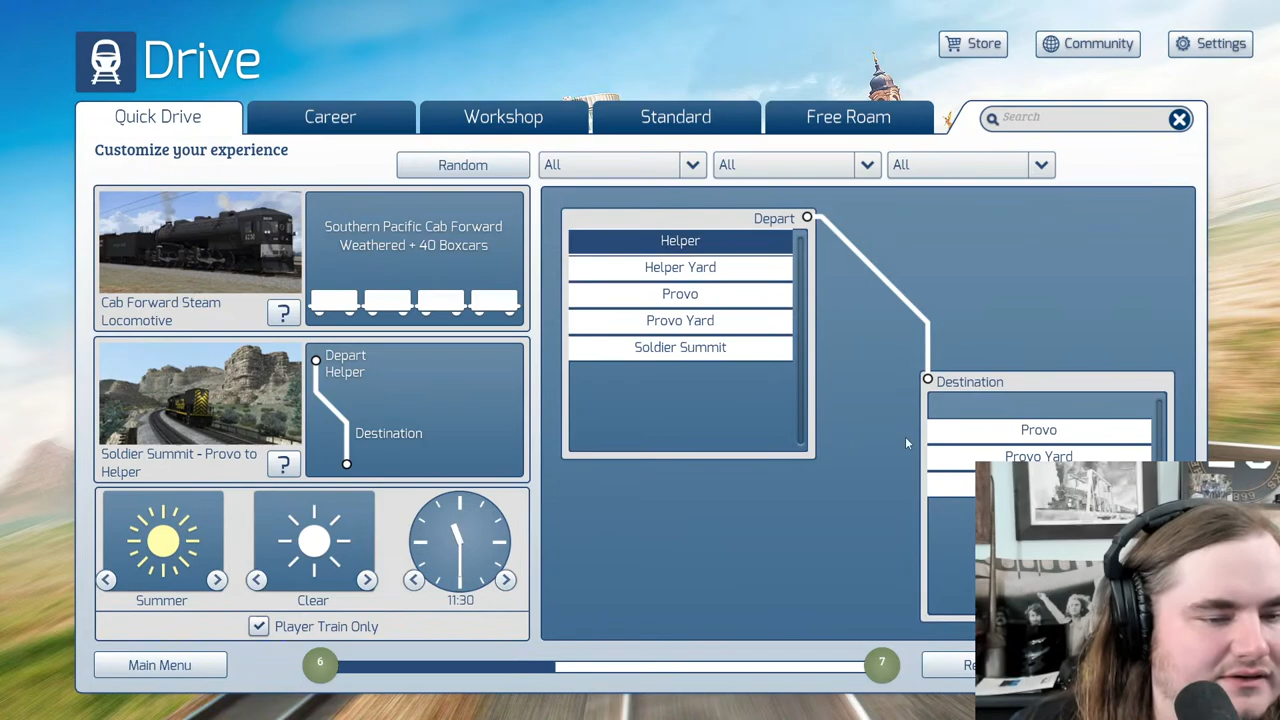 Drive
Store
Community
Settings
Quick Drive
Career
Workshop
Standard
Free Roam
Search
Customize your experience
Random
All
All
All
Southern Pacific Cab Forward
Weathered + 40 Boxcars
Cab Forward Steam
Locomotive
?
Depart
Helper
Destination
Soldier Summit - Provo to
Helper
?
Summer
Clear
11:30
Player Train Only
Depart
Helper
Helper Yard
Provo
Provo Yard
Soldier Summit
Destination
Provo
Provo Yard
Main Menu
6
7